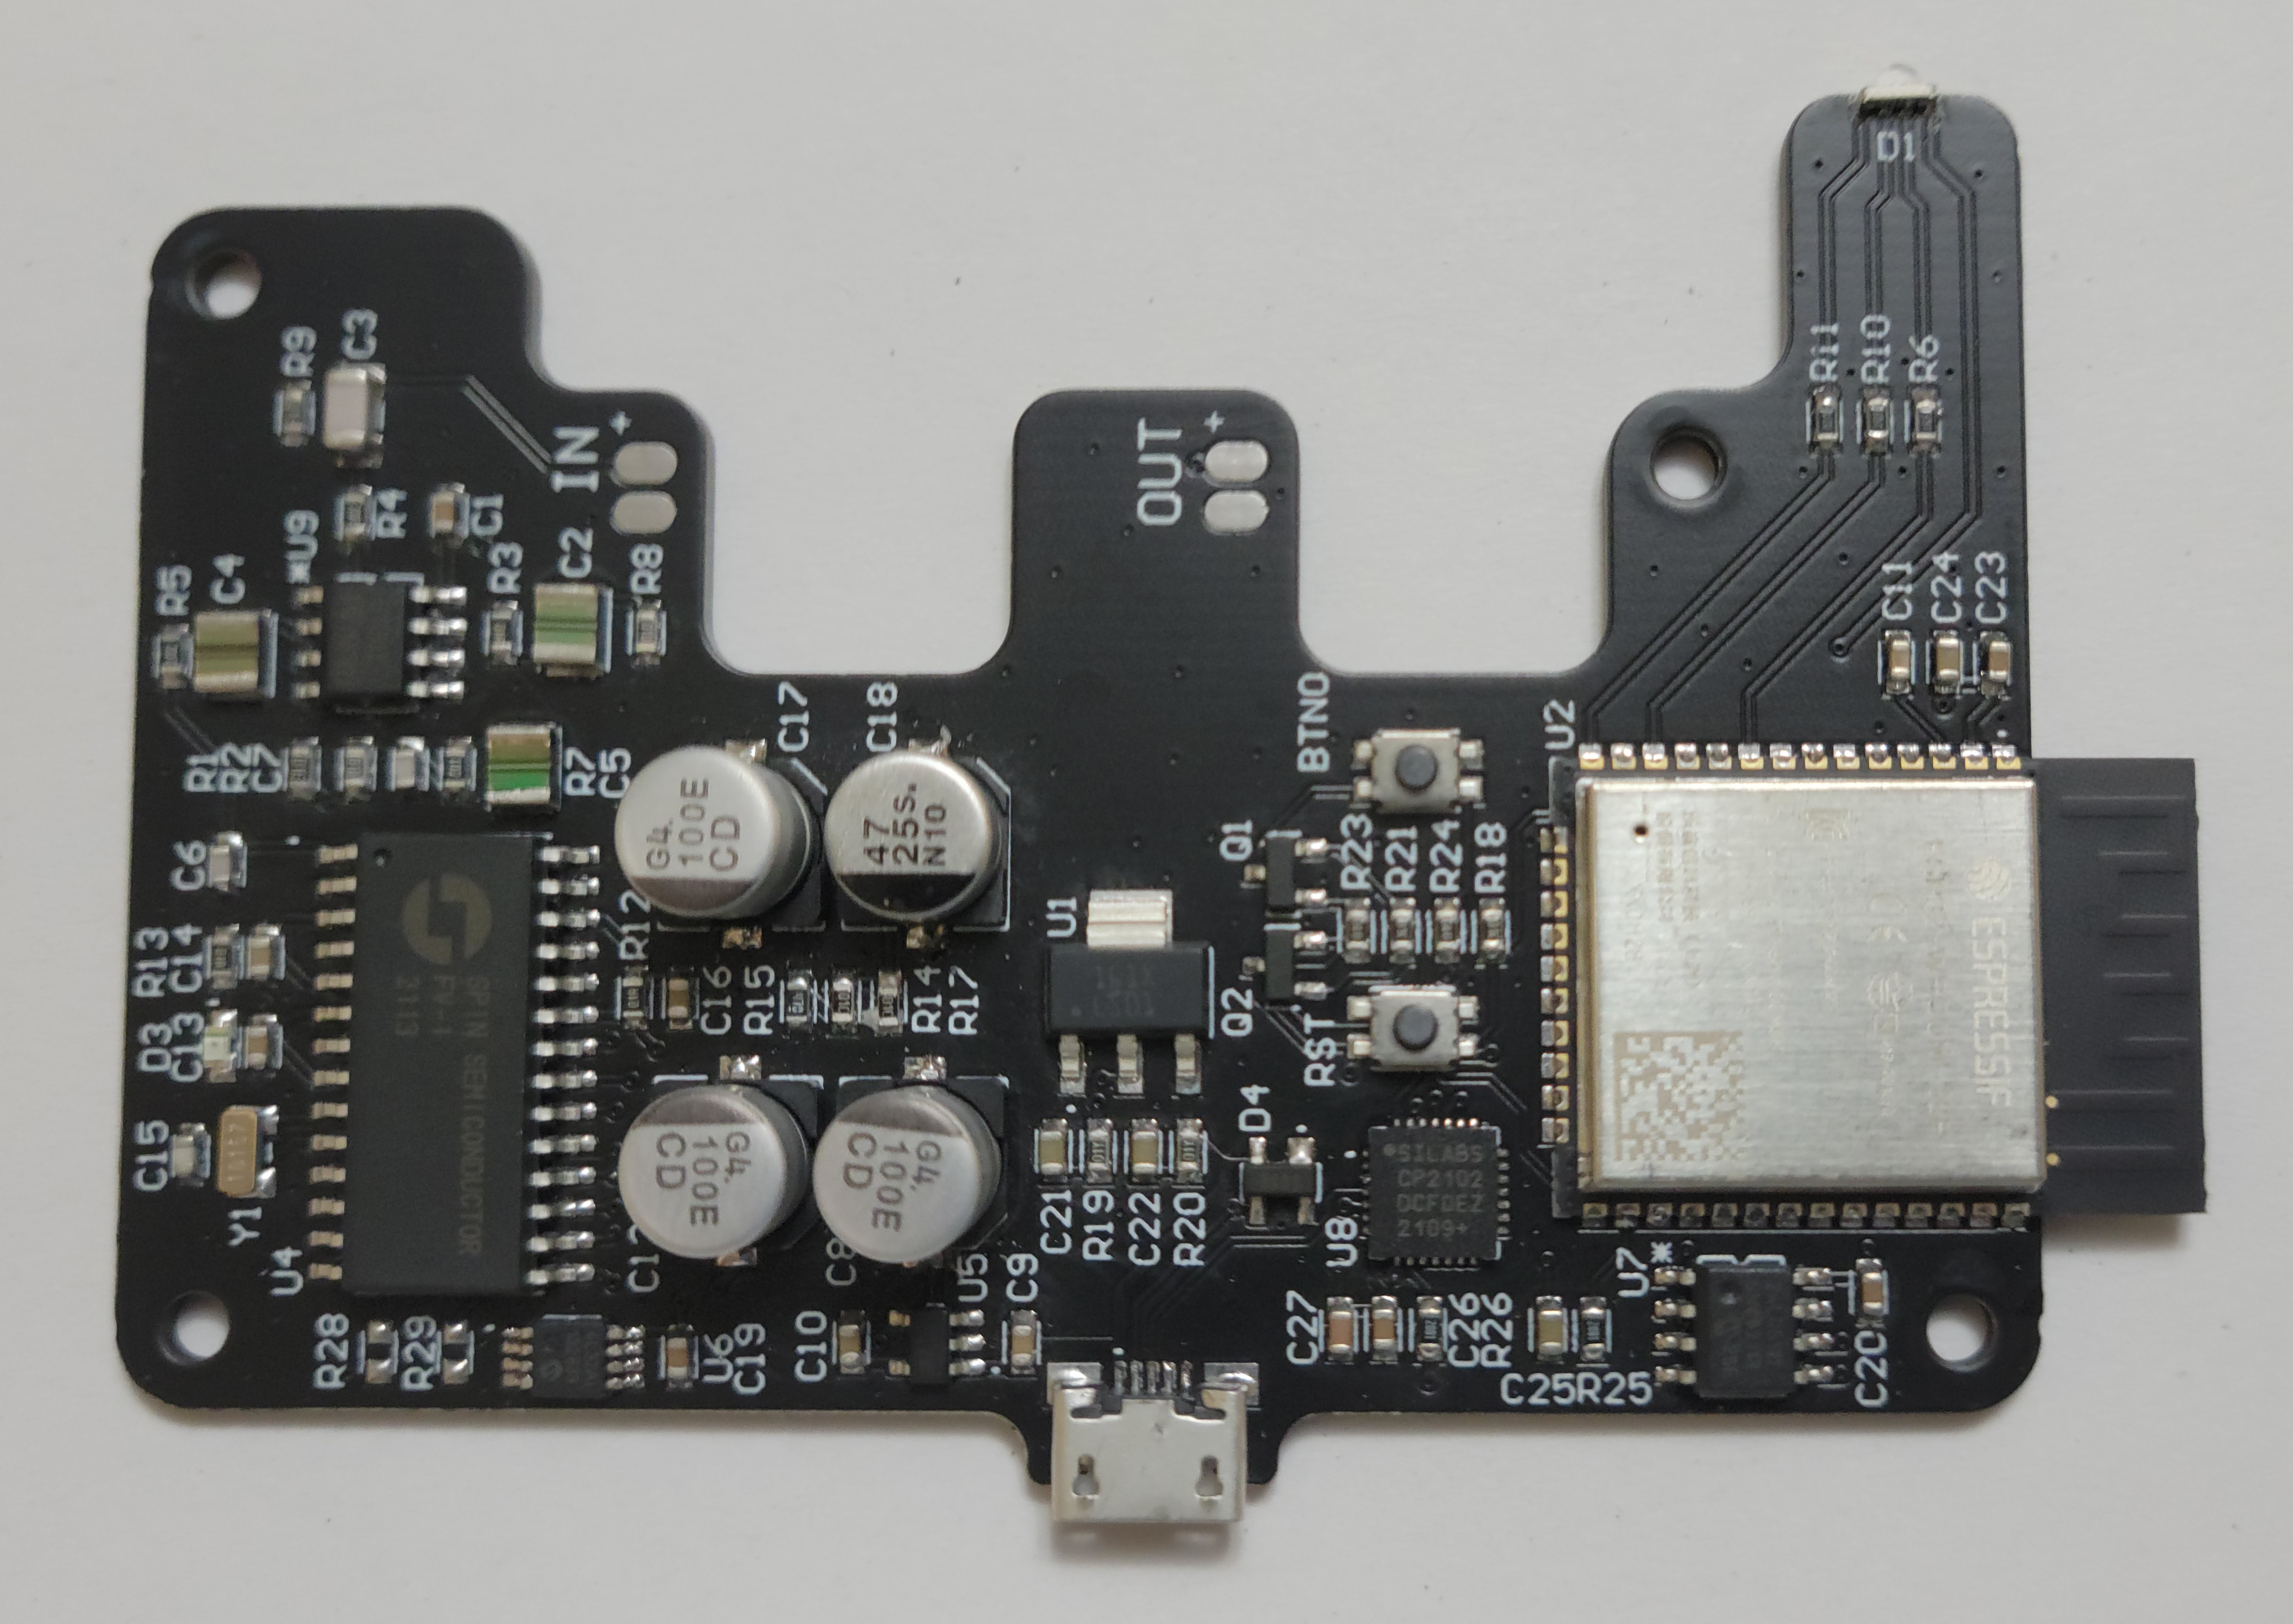 D1
R11
R10
R6
R9
C3
IN
+
OUT
+
R4
C1
*U9
R3
C2
R8
R5
C4
C11
C24
C23
R1
R2
C7
R7
C5
C17
C18
BTN0
U2
G4.
100E
CD
47
25s.
N10
C6
U1
Q1
R23
R21
R24
R18
SPIN SEMICONDUCTOR
FV-1
2113
R13
C14
R12
C16
R15
R14
R17
Q2
RST
ESPRESSIF
D3
C13
C15
Y1
U4
G4.
100E
CD
G4.
100E
CD
C8
U5
C9
C21
R19
C22
R20
D4
U8
SILABS
CP2102
DCFDEZ
2109+
U7
*
R28
R29
U6
C19
C10
C27
C26
R26
C25R25
C20